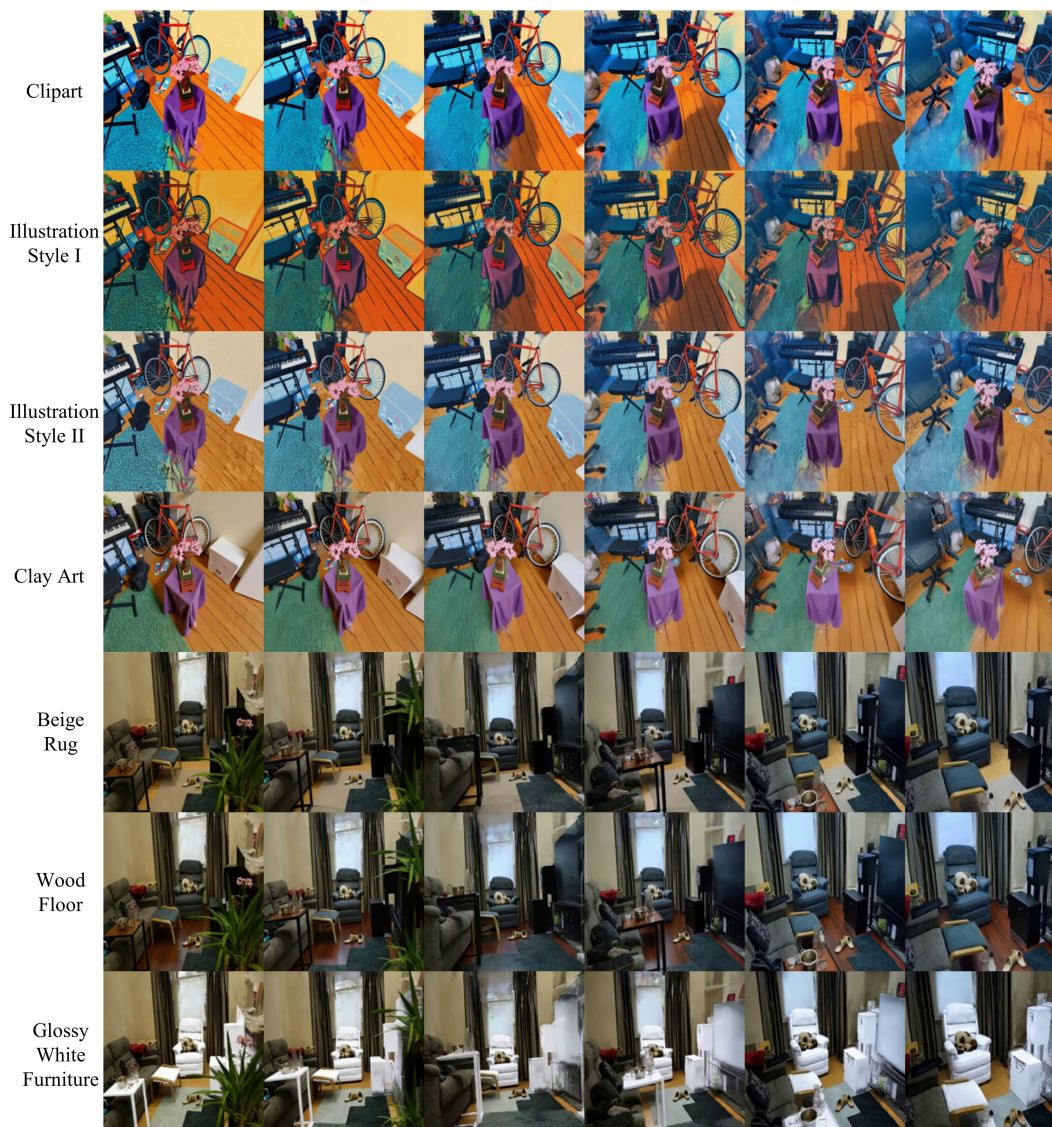 Clipart
Illustration
Style I
Illustration
Style II
Clay Art
Beige
Rug
Wood
Floor
Glossy
White
Furniture